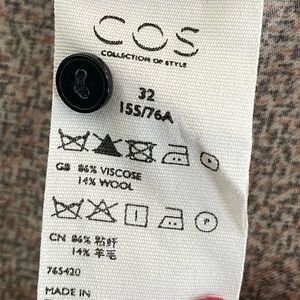 COS
COLLECTION OF STYLE
32
155/76A
GB 86% VISCOSE
14% WOOL
CN 86% 粘纤
14% 羊毛
765420
MADE IN